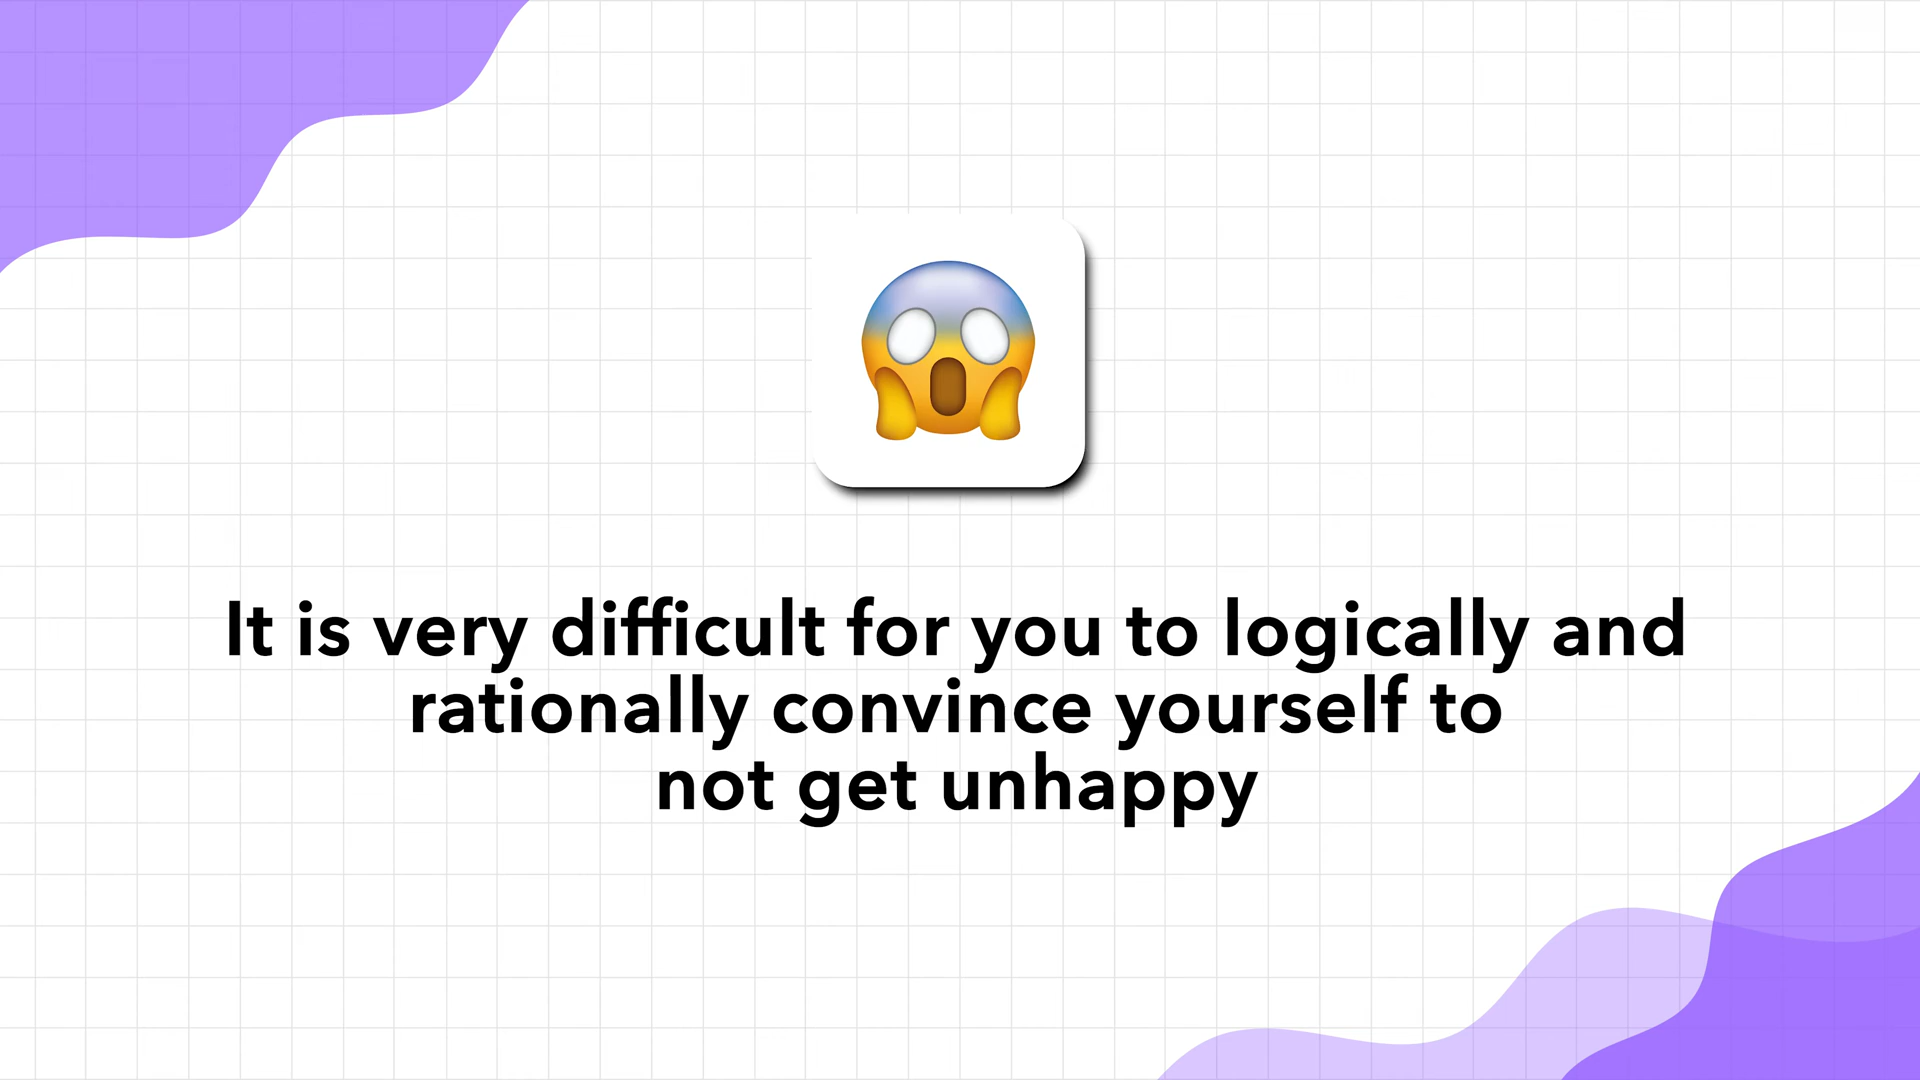 It is very difficult for you to logically and
rationally convince yourself to
not get unhappy